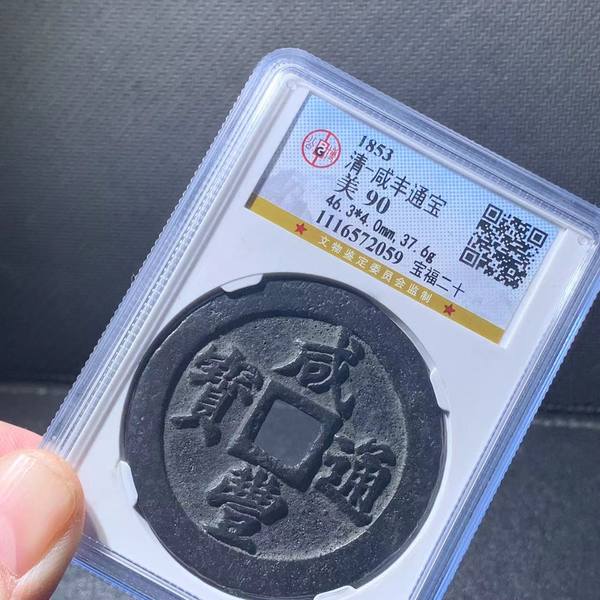 1853
清-咸丰通宝
美 90
46.3*4.0mm,37.6g
1116572059 宝福二十
文物鉴定委员会监制
咸豐通寶